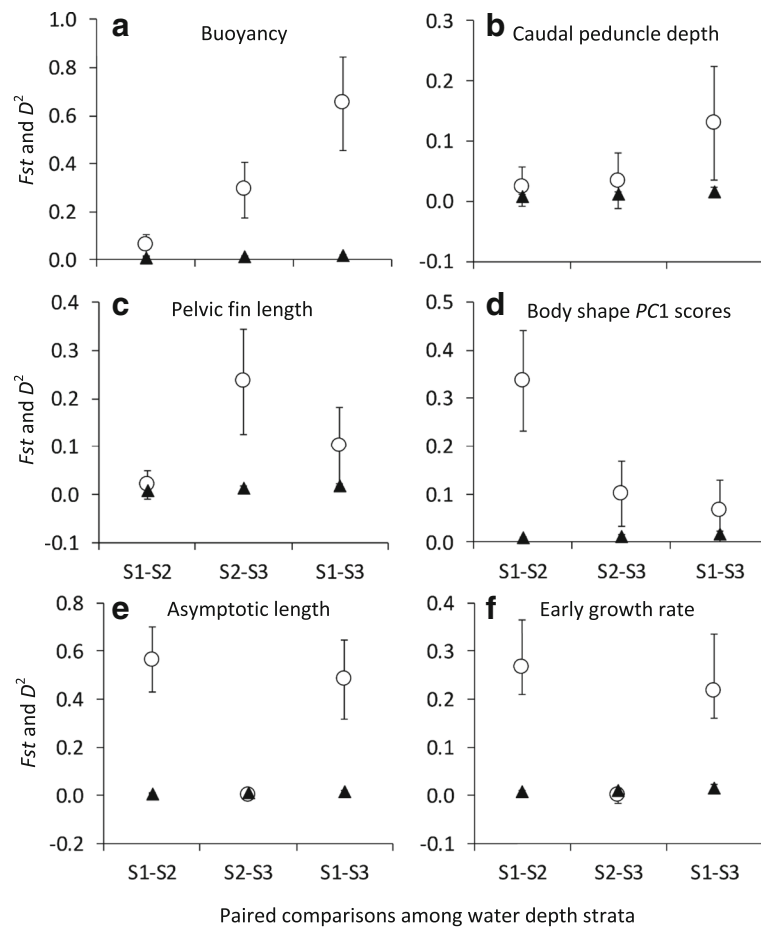 a Buoyancy
1.0
0.8
0.6
0.4
0.2
0.0
Fst and D²
b Caudal peduncle depth
0.3
0.2
0.1
0.0
-0.1
c Pelvic fin length
0.4
0.3
0.2
0.1
0.0
-0.1
Fst and D²
S1-S2 S2-S3 S1-S3
d Body shape PC1 scores
0.5
0.4
0.3
0.2
0.1
0.0
S1-S2 S2-S3 S1-S3
e Asymptotic length
0.8
0.6
0.4
0.2
0.0
-0.2
Fst and D²
S1-S2 S2-S3 S1-S3
f Early growth rate
0.4
0.3
0.2
0.1
0.0
-0.1
S1-S2 S2-S3 S1-S3
Paired comparisons among water depth strata